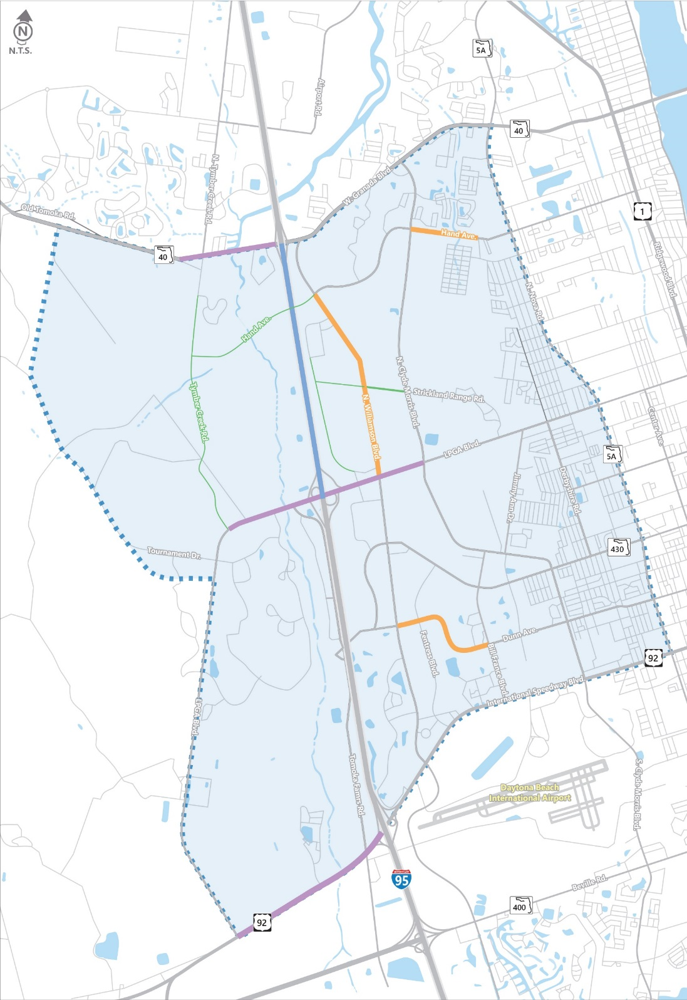 N
N.T.S.
5A
Airport Rd.
40
N. Tymber Creek Rd.
W. Granada Blvd.
Old Tomoka Rd.
1
Hand Ave.
40
Ridgewood Blvd.
N. Nova Rd.
Hand Ave.
N. Clyde Morris Blvd.
Strickland Range Rd.
Tymber Creek Rd.
N. Williamson Blvd.
Center Ave.
LPGA Blvd.
5A
Derbyshire Rd.
Jimmy Ann Dr.
430
Tournament Dr.
Dunn Ave.
Fentress Blvd.
Bill France Blvd.
92
International Speedway Blvd.
LPGA Blvd.
Tomoka Famrs Rd.
S. Clyde Morris Blvd.
Daytona Beach
International Airport
INTERSTATE
95
Beville Rd.
400
92